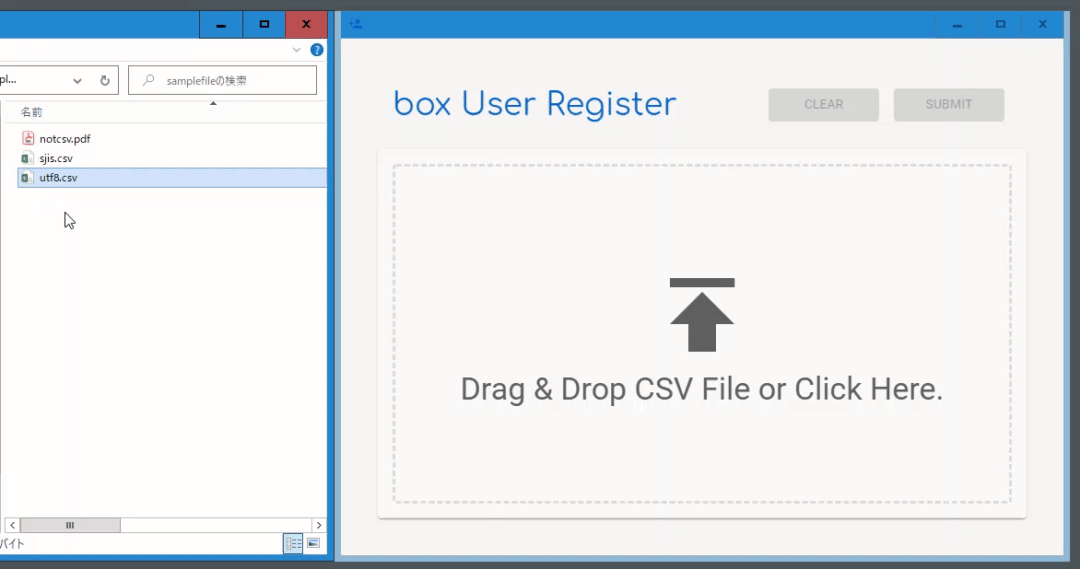 pl...
samplefileの検索
名前
notcsv.pdf
sjis.csv
utf8.csv
バイト
box User Register
CLEAR
SUBMIT
Drag & Drop CSV File or Click Here.